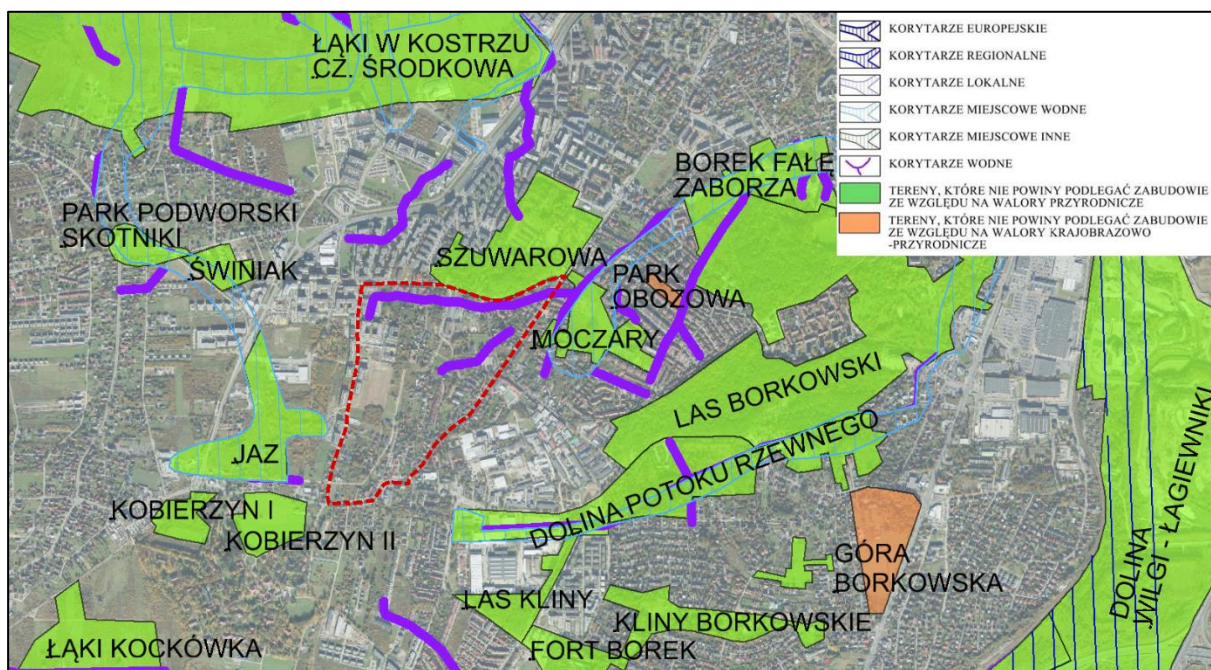 KORYTARZE EUROPEJSKIE
KORYTARZE REGIONALNE
KORYTARZE LOKALNE
KORYTARZE MIEJSCOWE WODNE
KORYTARZE MIEJSCOWE INNE
KORYTARZE WODNE
TERENY, KTÓRE NIE POWINY PODLEGAĆ ZABUDOWIE
ZE WZGLĘDU NA WALORY PRZYRODNICZE
TERENY, KTÓRE NIE POWINY PODLEGAĆ ZABUDOWIE
ZE WZGLĘDU NA WALORY KRAJOBRAZOWO
-PRZYRODNICZE
ŁĄKI W KOSTRZU
CZ. ŚRODKOWA
BOREK FAŁĘCKI
ZABORZA
PARK PODWORSKI
SKOTNIKI
ŚWINIAK
SZUWAROWA
PARK
OBOZOWA
MOCZARY
LAS BORKOWSKI
JAZ
DOLINA POTOKU RZEWNEGO
KOBIERZYN I
KOBIERZYN II
GÓRA
BORKOWSKA
DOLINA
WILGI - ŁAGIEWNIKI
LAS KLINY
KLINY BORKOWSKIE
ŁĄKI KOCKÓWKA
FORT BOREK